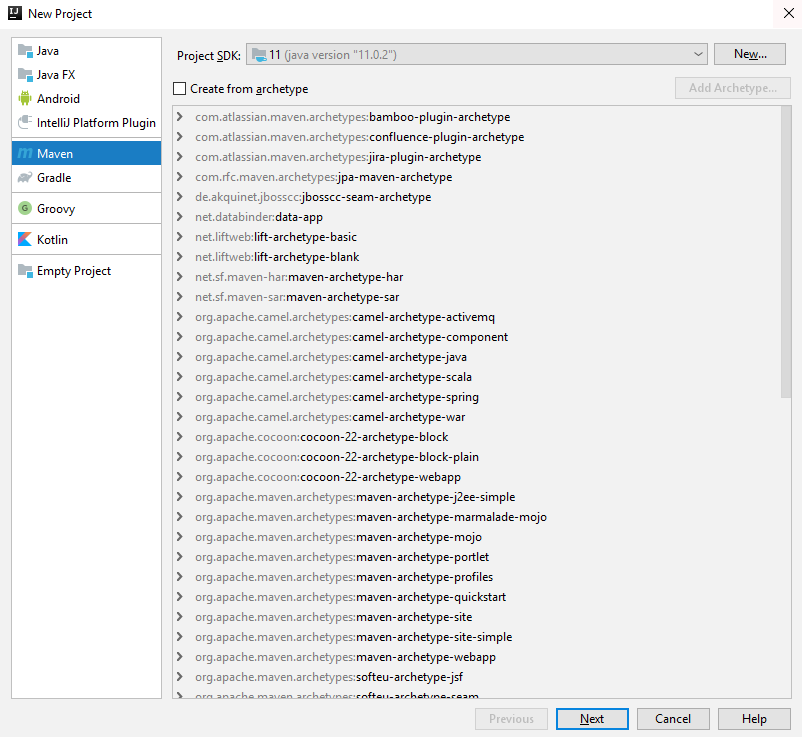 New Project
Java
Java FX
Android
IntelliJ Platform Plugin
Maven
Gradle
Groovy
Kotlin
Empty Project
Project SDK: 11 (java version "11.0.2") New...
Create from archetype Add Archetype...
com.atlassian.maven.archetypes:bamboo-plugin-archetype
com.atlassian.maven.archetypes:confluence-plugin-archetype
com.atlassian.maven.archetypes:jira-plugin-archetype
com.rfc.maven.archetypes:jpa-maven-archetype
de.akquinet.jbosscc:jbosscc-seam-archetype
net.databinder:data-app
net.liftweb:lift-archetype-basic
net.liftweb:lift-archetype-blank
net.sf.maven-har:maven-archetype-har
net.sf.maven-sar:maven-archetype-sar
org.apache.camel.archetypes:camel-archetype-activemq
org.apache.camel.archetypes:camel-archetype-component
org.apache.camel.archetypes:camel-archetype-java
org.apache.camel.archetypes:camel-archetype-scala
org.apache.camel.archetypes:camel-archetype-spring
org.apache.camel.archetypes:camel-archetype-war
org.apache.cocoon:cocoon-22-archetype-block
org.apache.cocoon:cocoon-22-archetype-block-plain
org.apache.cocoon:cocoon-22-archetype-webapp
org.apache.maven.archetypes:maven-archetype-j2ee-simple
org.apache.maven.archetypes:maven-archetype-marmalade-mojo
org.apache.maven.archetypes:maven-archetype-mojo
org.apache.maven.archetypes:maven-archetype-portlet
org.apache.maven.archetypes:maven-archetype-profiles
org.apache.maven.archetypes:maven-archetype-quickstart
org.apache.maven.archetypes:maven-archetype-site
org.apache.maven.archetypes:maven-archetype-site-simple
org.apache.maven.archetypes:maven-archetype-webapp
org.apache.maven.archetypes:softeu-archetype-jsf
org.apache.maven.archetypes:softeu-archetype-seam
Previous Next Cancel Help